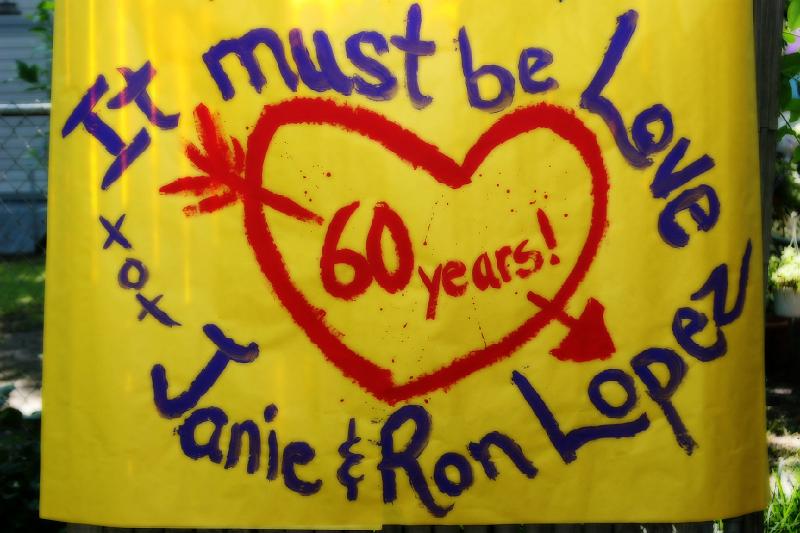 It must be Love
60 years!
xox
Janie & Ron Lopez